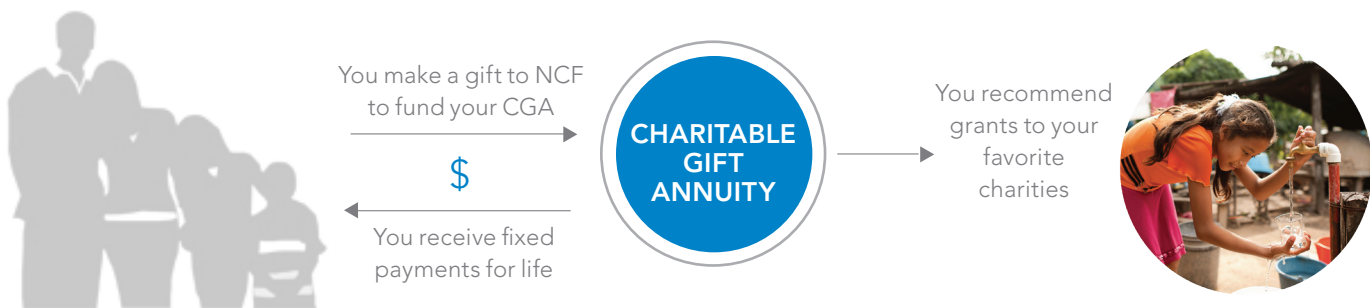 You make a gift to NCF
to fund your CGA
$
You receive fixed
payments for life
CHARITABLE
GIFT
ANNUITY
You recommend
grants to your
favorite
charities